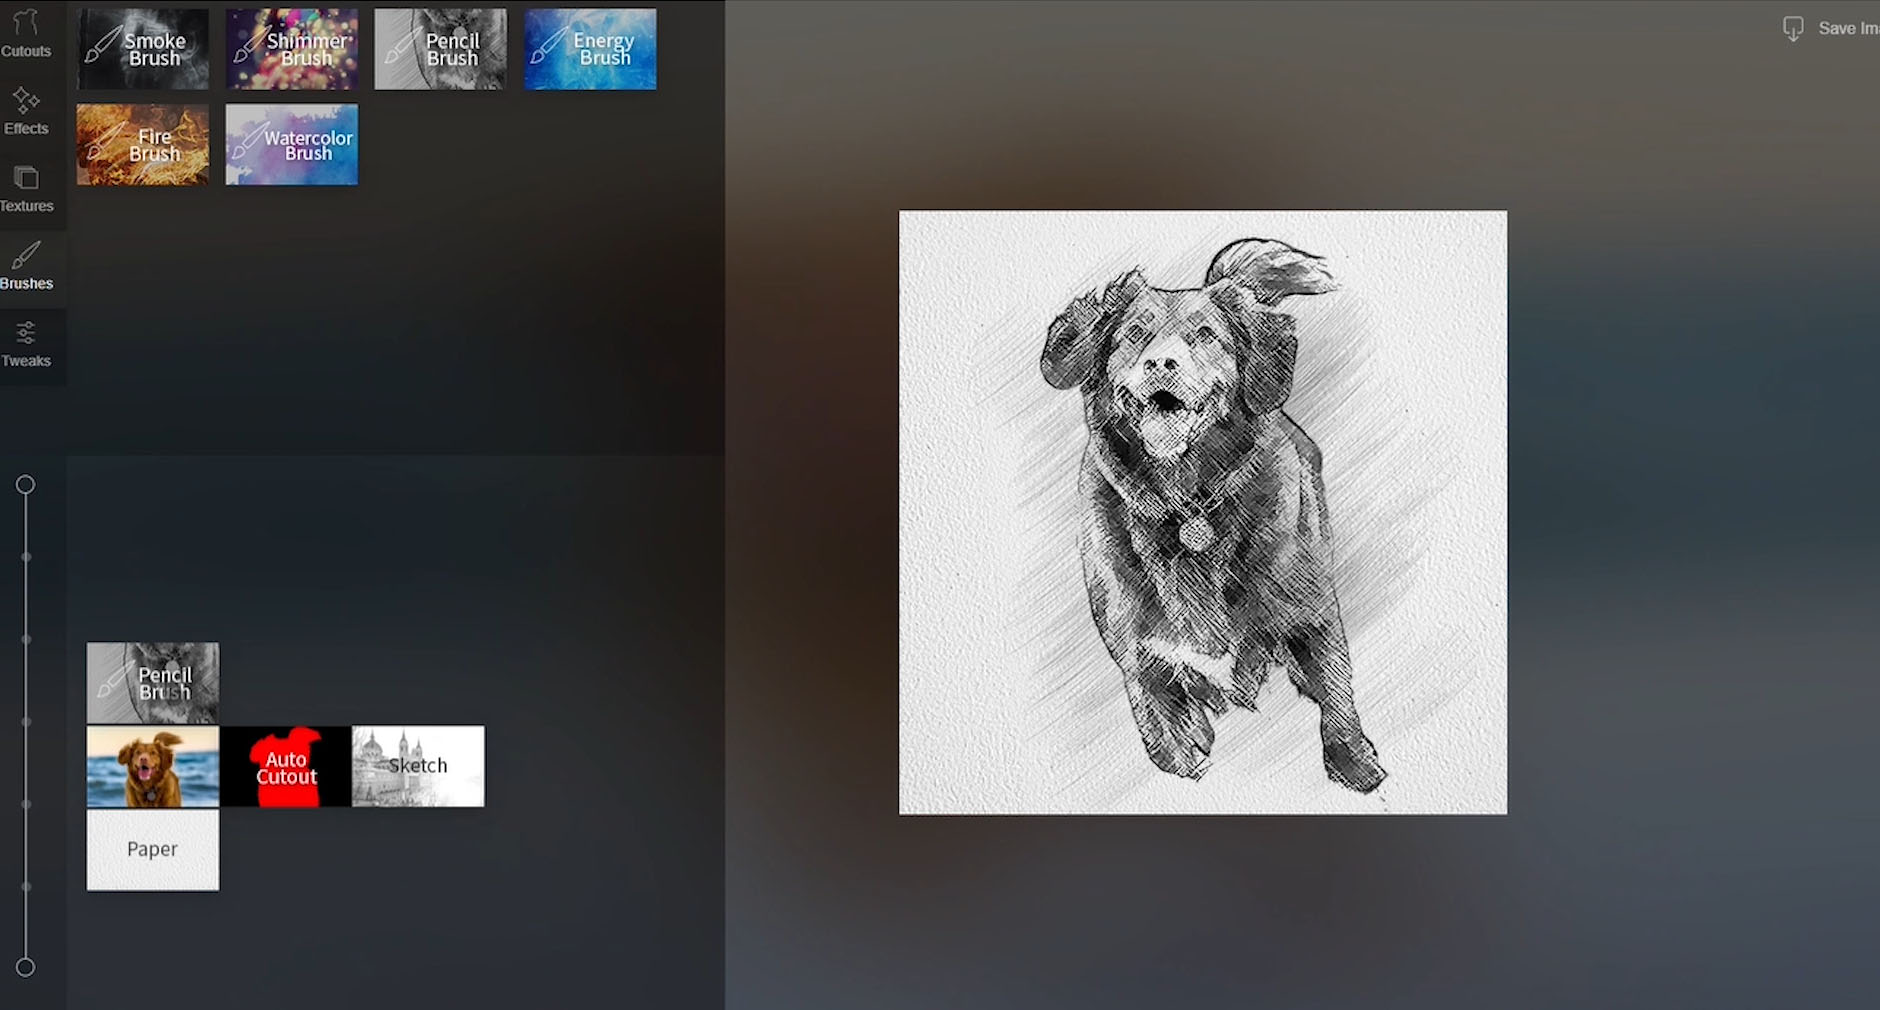 Cutouts
Effects
Textures
Brushes
Tweaks
Smoke
Brush
Shimmer
Brush
Pencil
Brush
Energy
Brush
Fire
Brush
Watercolor
Brush
Save Ima
Pencil
Brush
Auto
Cutout
Sketch
Paper